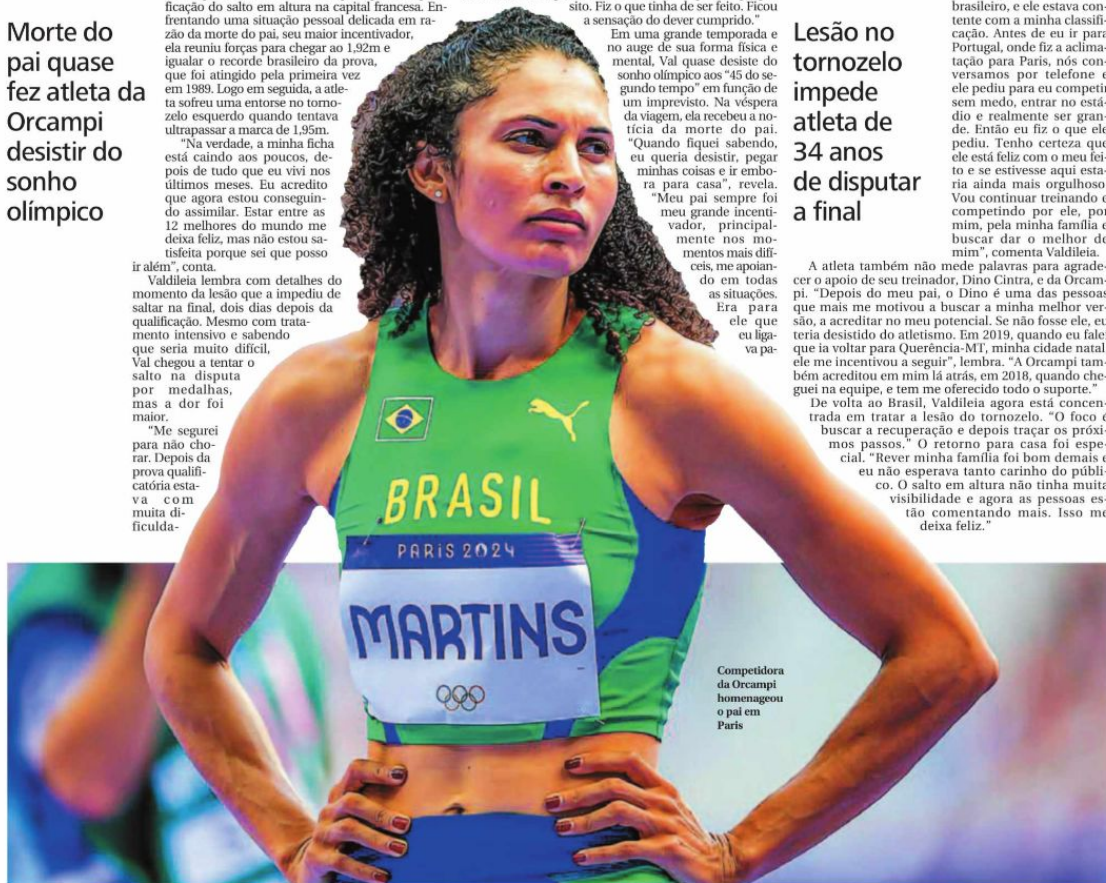 Morte do
pai quase
fez atleta da
Orcampi
desistir do
sonho
olímpico
ficação do salto em altura na capital francesa. En-
frentando uma situação pessoal delicada em ra-
zão da morte do pai, seu maior incentivador,
ela reuniu forças para chegar ao 1,92m e
igualar o recorde brasileiro da prova,
que foi atingido pela primeira vez
em 1989. Logo em seguida, a atle-
ta sofreu uma entorse no torno-
zelo esquerdo quando tentava
ultrapassar a marca de 1,95m.
“Na verdade, a minha ficha
está caindo aos poucos, de-
pois de tudo que eu vivi nos
últimos meses. Eu acredito
que agora estou conseguin-
do assimilar. Estar entre as
12 melhores do mundo me
deixa feliz, mas não estou sa-
tisfeita porque sei que posso
ir além”, conta.
Valdileia lembra com detalhes do
momento da lesão que a impediu de
saltar na final, dois dias depois da
qualificação. Mesmo com trata-
mento intensivo e sabendo
que seria muito difícil,
Val chegou a tentar o
salto na disputa
por medalhas,
mas a dor foi
maior.
“Me segurei
para não cho-
rar. Depois da
prova qualifi-
catória esta-
va com
muita di-
ficulda-
sito. Fiz o que tinha de ser feito. Ficou
a sensação do dever cumprido.”
Em uma grande temporada e
no auge de sua forma física e
mental, Val quase desiste do
sonho olímpico aos “45 do se-
gundo tempo” em função de
um imprevisto. Na véspera
da viagem, ela recebeu a no-
tícia da morte do pai.
“Quando fiquei sabendo,
eu queria desistir, pegar
minhas coisas e ir embo-
ra para casa”, revela.
“Meu pai sempre foi
meu grande incenti-
vador, principal-
mente nos mo-
mentos mais difí-
ceis, me apoian-
do em todas
as situações.
Era para
ele que
eu liga-
va pa-
Lesão no
tornozelo
impede
atleta de
34 anos
de disputar
a final
brasileiro, e ele estava con-
tente com a minha classifi-
cação. Antes de eu ir para
Portugal, onde fiz a aclima-
tação para Paris, nós con-
versamos por telefone e
ele pediu para eu competir
sem medo, entrar no está-
dio e realmente ser gran-
de. Então eu fiz o que ele
pediu. Tenho certeza que
ele está feliz com o meu fei-
to e se estivesse aqui esta-
ria ainda mais orgulhoso.
Vou continuar treinando e
competindo por ele, por
mim, pela minha família e
buscar dar o melhor de
mim”, comenta Valdileia.
A atleta também não mede palavras para agrade-
cer o apoio de seu treinador, Dino Cintra, e da Orcam-
pi. “Depois do meu pai, o Dino é uma das pessoas
que mais me motivou a buscar a minha melhor ver-
são, a acreditar no meu potencial. Se não fosse ele, eu
teria desistido do atletismo. Em 2019, quando eu falei
que ia voltar para Querência-MT, minha cidade natal,
ele me incentivou a seguir”, lembra. “A Orcampi tam-
bém acreditou em mim lá atrás, em 2018, quando che-
guei na equipe, e tem me oferecido todo o suporte.”
De volta ao Brasil, Valdileia agora está concen-
trada em tratar a lesão do tornozelo. “O foco é
buscar a recuperação e depois traçar os próxi-
mos passos.” O retorno para casa foi espe-
cial. “Rever minha família foi bom demais e
eu não esperava tanto carinho do públi-
co. O salto em altura não tinha muita
visibilidade e agora as pessoas es-
tão comentando mais. Isso me
deixa feliz.”
BRASIL
PARIS 2024
MARTINS
Competidora
da Orcampi
homenageou
o pai em
Paris